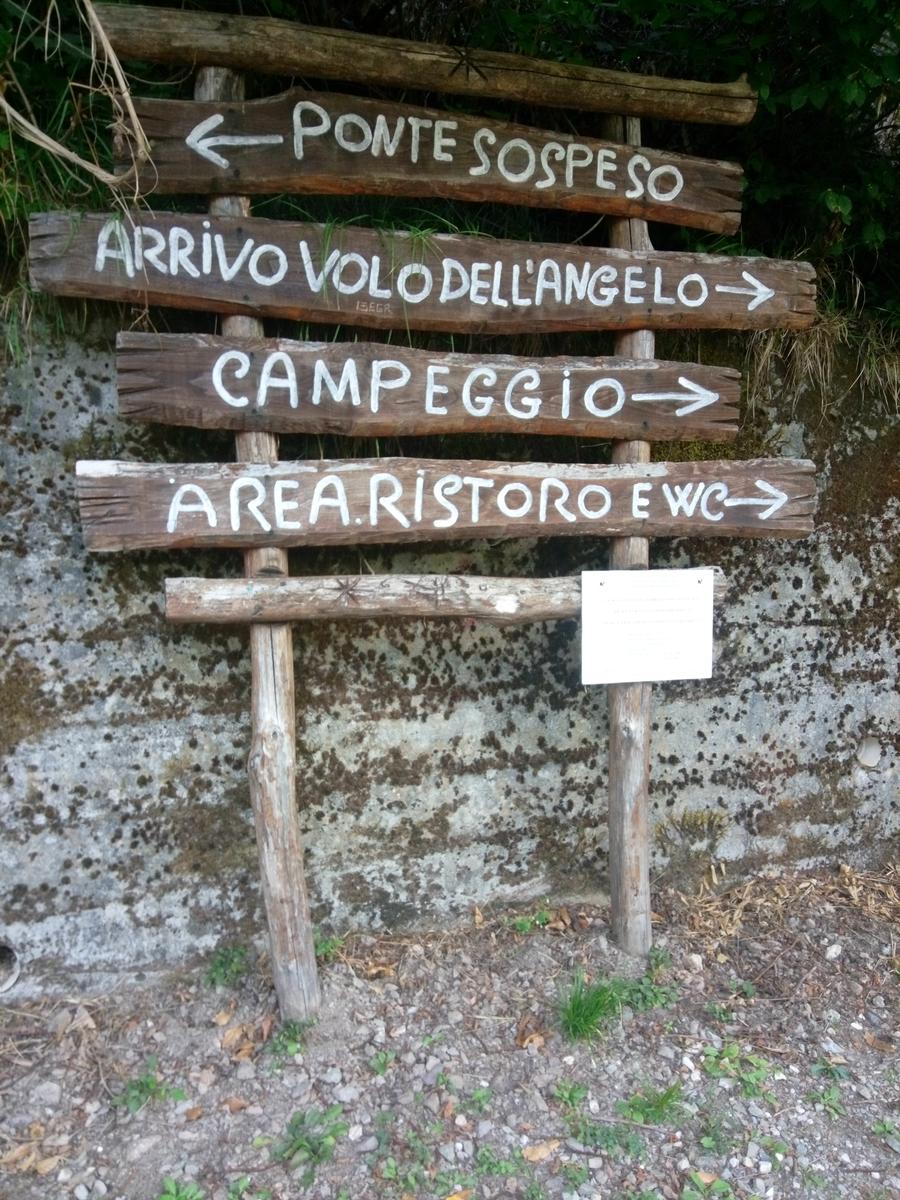 ← PONTE SOSPESO
ARRIVO VOLO DELL'ANGELO →
CAMPEGGIO →
AREA.RISTORO E WC →